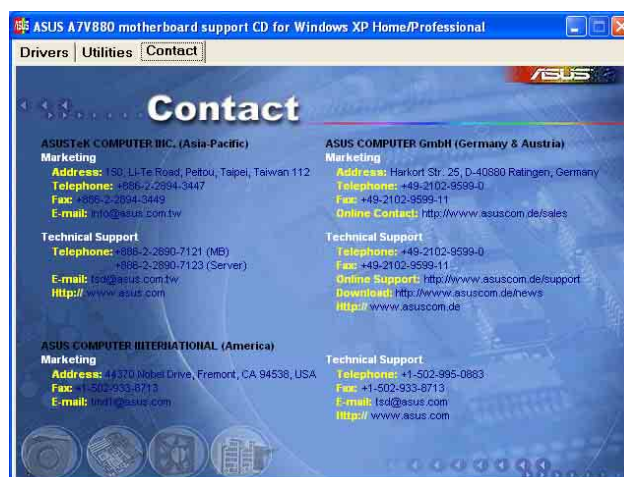 ASUS A7V880 motherboard support CD for Windows XP Home/Professional
Drivers
Utilities
Contact
ASUS
Contact
ASUSTeK COMPUTER INC. (Asia-Pacific)
Marketing
Address: 150, Li-Te Road, Peitou, Taipei, Taiwan 112
Telephone: +886-2-2894-3447
Fax: +886-2-2894-3449
E-mail: info@asus.com.tw
Technical Support
Telephone: +886-2-2890-7121 (MB)
+886-2-2890-7123 (Server)
E-mail: tsd@asus.com.tw
Http:// www.asus.com
ASUS COMPUTER GmbH (Germany & Austria)
Marketing
Address: Harkort Str. 25, D-40880 Ratingen, Germany
Telephone: +49-2102-9599-0
Fax: +49-2102-9599-11
Online Contact: http://www.asuscom.de/sales
Technical Support
Telephone: +49-2102-9599-0
Fax: +49-2102-9599-11
Online Support: http://www.asuscom.de/support
Download: http://www.asuscom.de/news
Http:// www.asuscom.de
ASUS COMPUTER INTERNATIONAL (America)
Marketing
Address: 44370 Nobel Drive, Fremont, CA 94538, USA
Fax: +1-502-933-8713
E-mail:
Technical Support
Telephone: +1-502-995-0883
Fax: +1-502-933-8713
E-mail: tsd@asus.com
Http:// www.asus.com